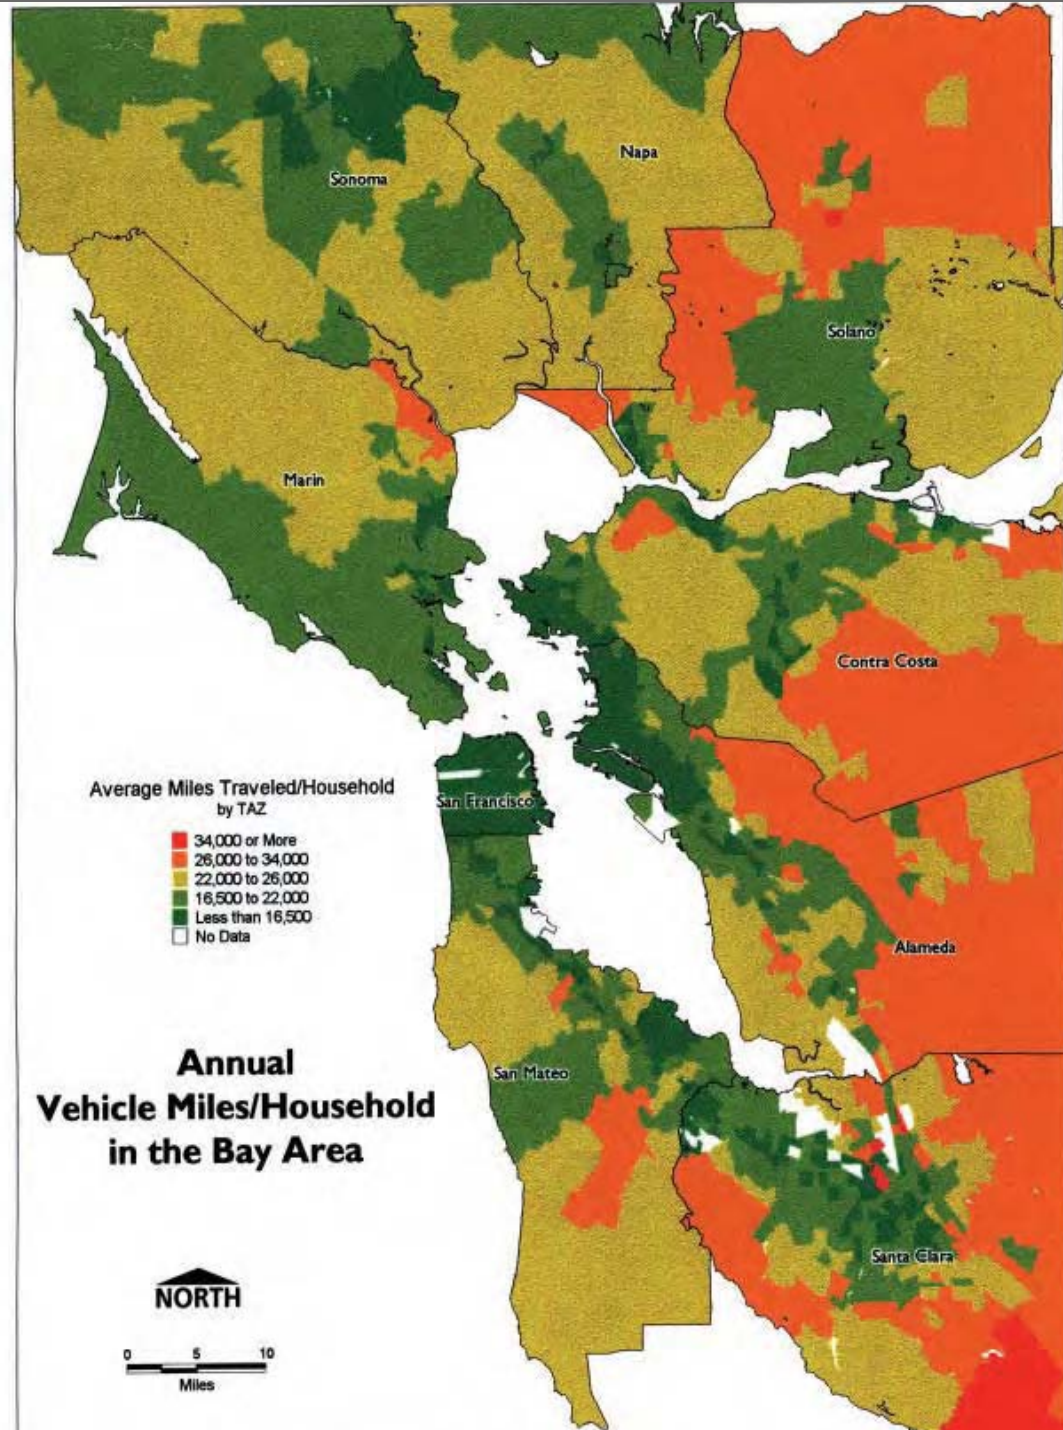 Napa
Sonoma
Solano
Marin
Contra Costa
Average Miles Traveled/Household
by TAZ
San Francisco
34,000 or More
26,000 to 34,000
22,000 to 26,000
16,500 to 22,000
Less than 16,500
No Data
Alameda
Annual
Vehicle Miles/Household
in the Bay Area
San Mateo
Santa Clara
NORTH
0 5 10
Miles